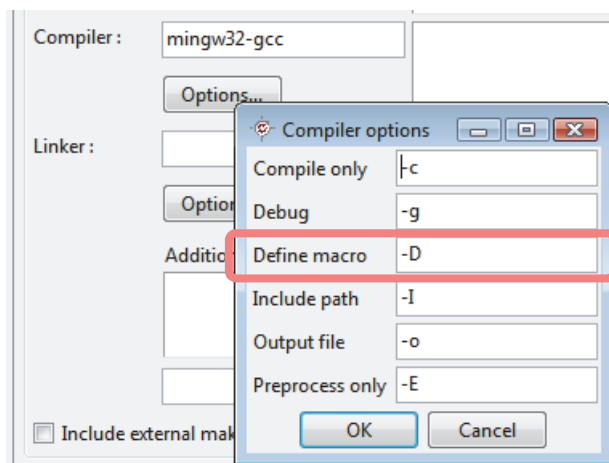 Compiler :
mingw32-gcc
Options...
Linker :
Compiler options
Compile only -c
Debug -g
Define macro -D
Include path -I
Output file -o
Preprocess only -E
OK Cancel
Include external mak